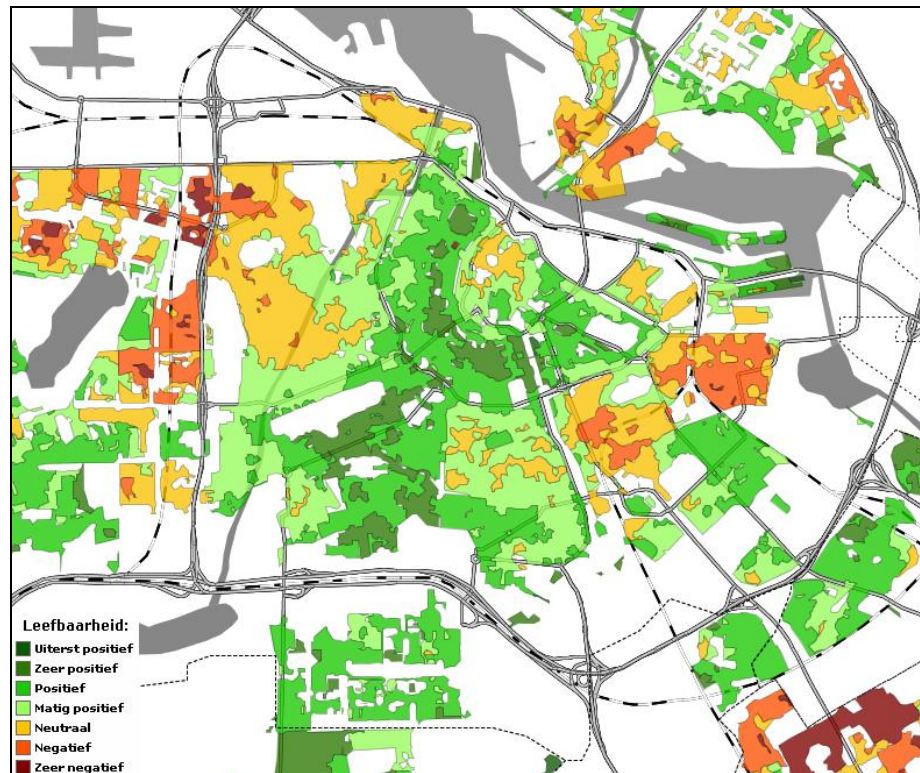 Leefbaarheid:
Uiterst positief
Zeer positief
Positief
Matig positief
Neutraal
Negatief
Zeer negatief